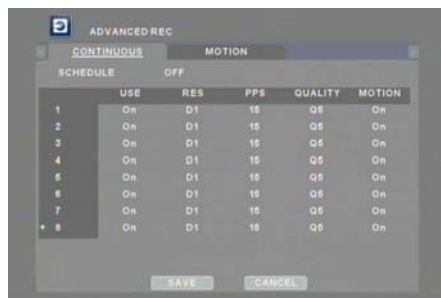 ADVANCED REC
CONTINUOUS MOTION
SCHEDULE OFF
USE RES PPS QUALITY MOTION
1 On D1 15 Q5 On
2 On D1 15 Q5 On
3 On D1 15 Q5 On
4 On D1 15 Q5 On
5 On D1 15 Q5 On
6 On D1 15 Q5 On
7 On D1 15 Q5 On
+ 8 On D1 15 Q5 On
SAVE CANCEL